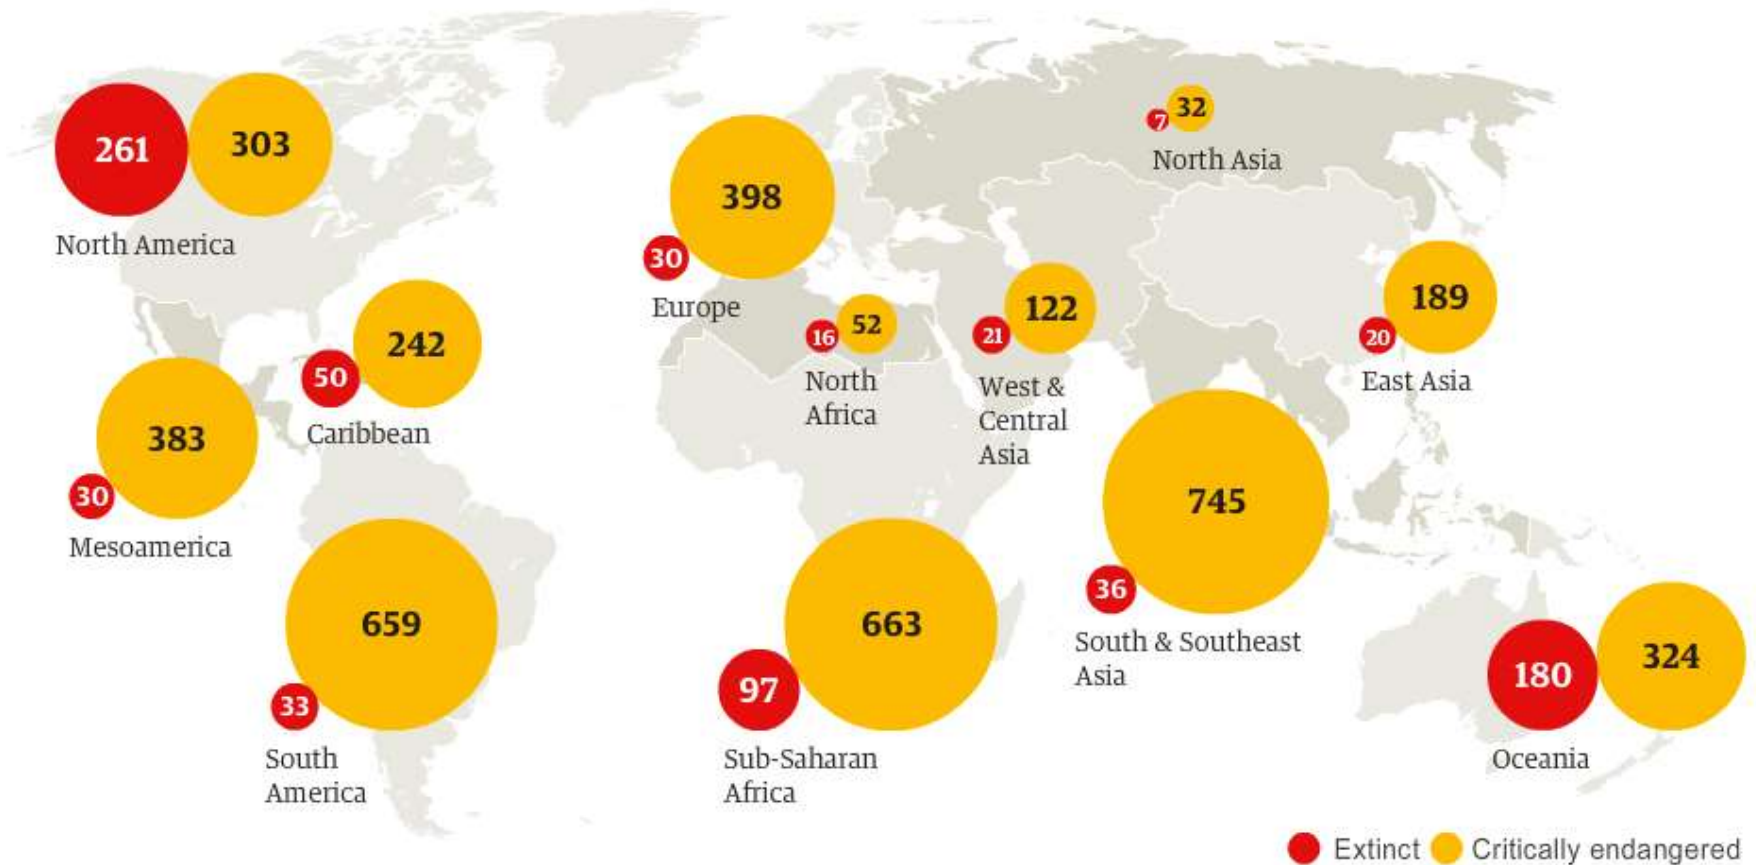 261
303
North America
383
30
Mesoamerica
242
50
Caribbean
659
33
South
America
398
30
Europe
16
52
North
Africa
663
97
Sub-Saharan
Africa
7
32
North Asia
122
21
West &
Central
Asia
189
20
East Asia
745
36
South & Southeast
Asia
180
324
Oceania
Extinct
Critically endangered